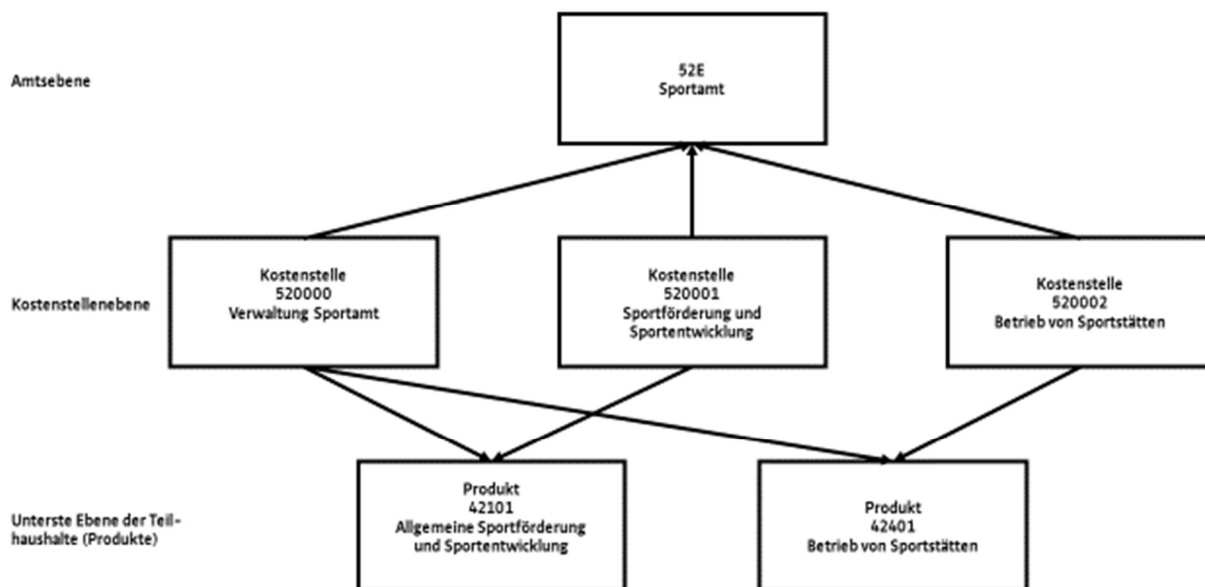 Amtsebene
52E
Sportamt
Kostenstellenebene
Kostenstelle
520000
Verwaltung Sportamt
Kostenstelle
520001
Sportförderung und
Sportentwicklung
Kostenstelle
520002
Betrieb von Sportstätten
Unterste Ebene der Teil-
haushalte (Produkte)
Produkt
42101
Allgemeine Sportförderung
und Sportentwicklung
Produkt
42401
Betrieb von Sportstätten